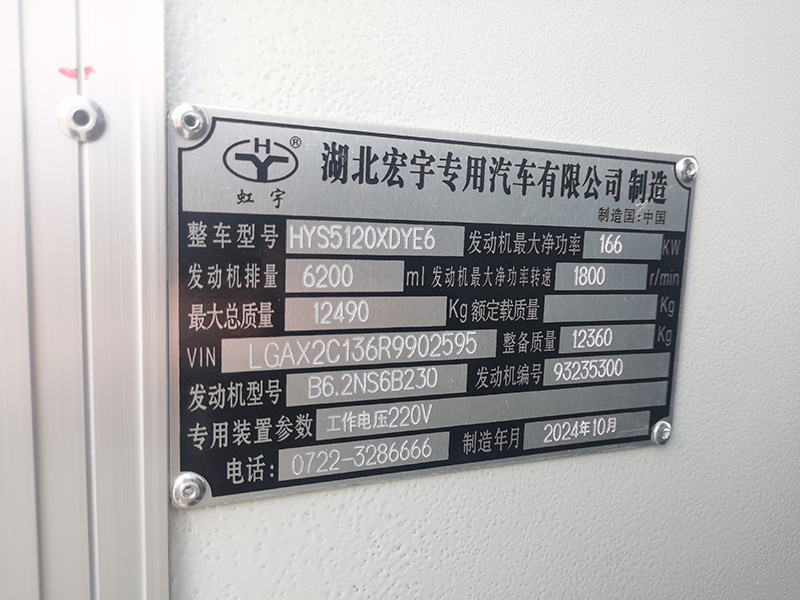 H ®
虹宇
湖北宏宇专用汽车有限公司 制造
制造国:中国
整车型号 HYS5120XDYE6 发动机最大净功率 166 KW
发动机排量 6200 ml 发动机最大净功率转速 1800 r/min
最大总质量 12490 Kg 额定载质量 Kg
VIN LGAX2C136R9902595 整备质量 12360 Kg
发动机型号 B6.2NS6B230 发动机编号 93235300
专用装置参数 工作电压220V
电话: 0722-3286666 制造年月 2024年10月